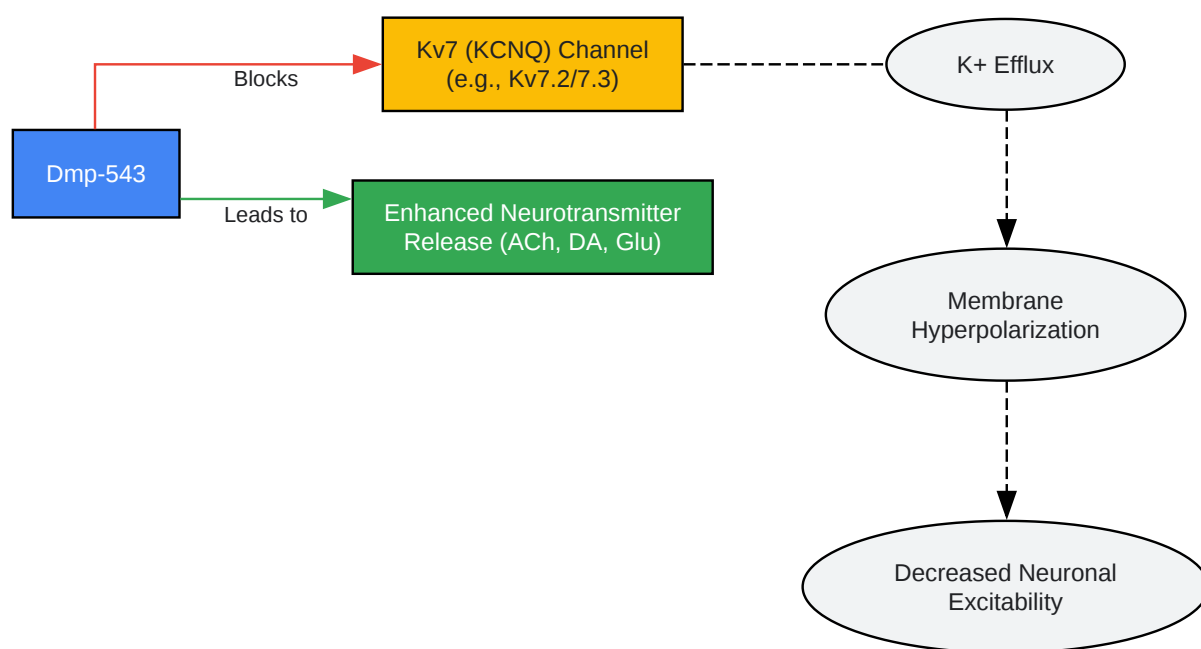 Kv7 (KCNQ) Channel
(e.g., Kv7.2/7.3)
K+ Efflux
Blocks
Dmp-543
Leads to
Enhanced Neurotransmitter
Release (ACh, DA, Glu)
Membrane
Hyperpolarization
Decreased Neuronal
Excitability